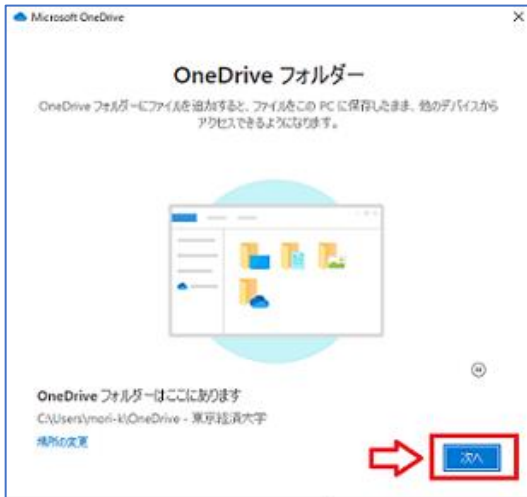 Microsoft OneDrive
OneDrive フォルダー
OneDrive フォルダーにファイルを追加すると、ファイルをこの PC に保存したまま、他のデバイスから
アクセスできるようになります。
OneDrive フォルダーはここにあります
C:\Users\mori-k\OneDrive - 東京経済大学
場所の変更
次へ